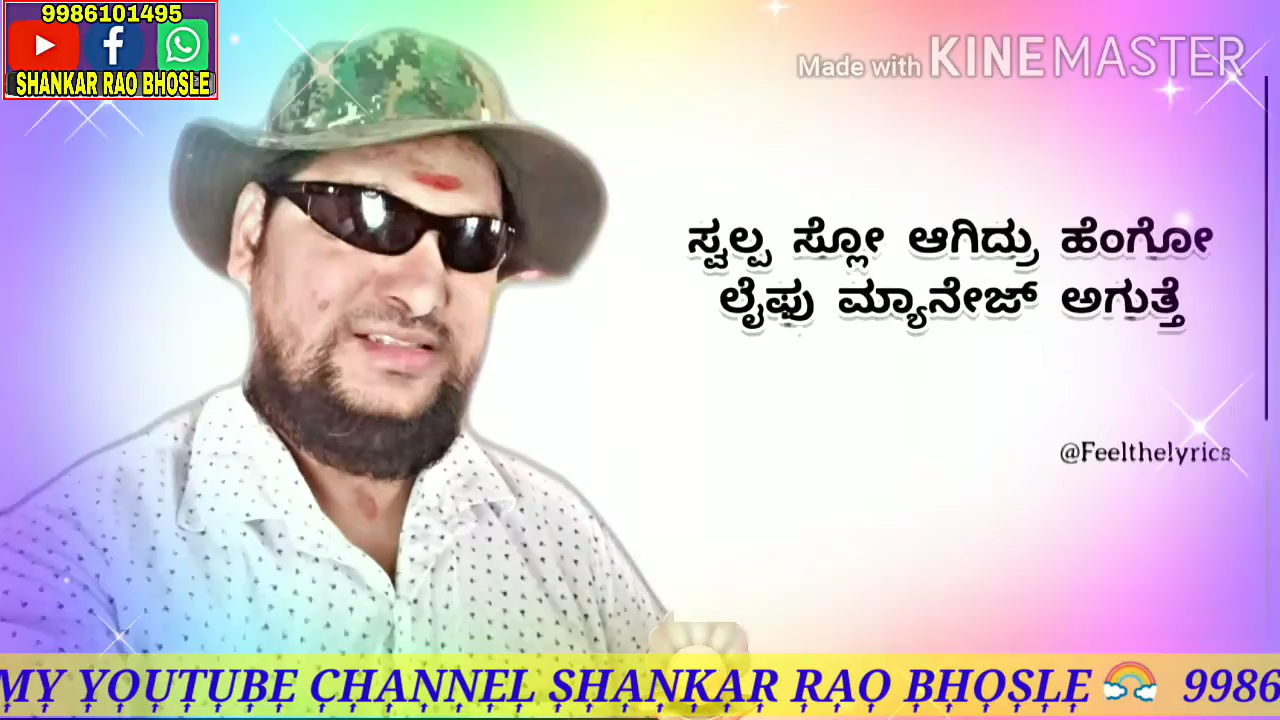 9986101495
SHANKAR RAO BHOSLE
Made with KINEMASTER
ಸ್ವಲ್ಪ ಸ್ಲೋ ಆಗಿದ್ರು ಹೆಂಗೋ
ಲೈಫು ಮ್ಯಾನೇಜ್ ಅಗುತ್ತೆ
@Feelthelyrics
MY YOUTUBE CHANNEL SHANKAR RAO BHOSLE 9986